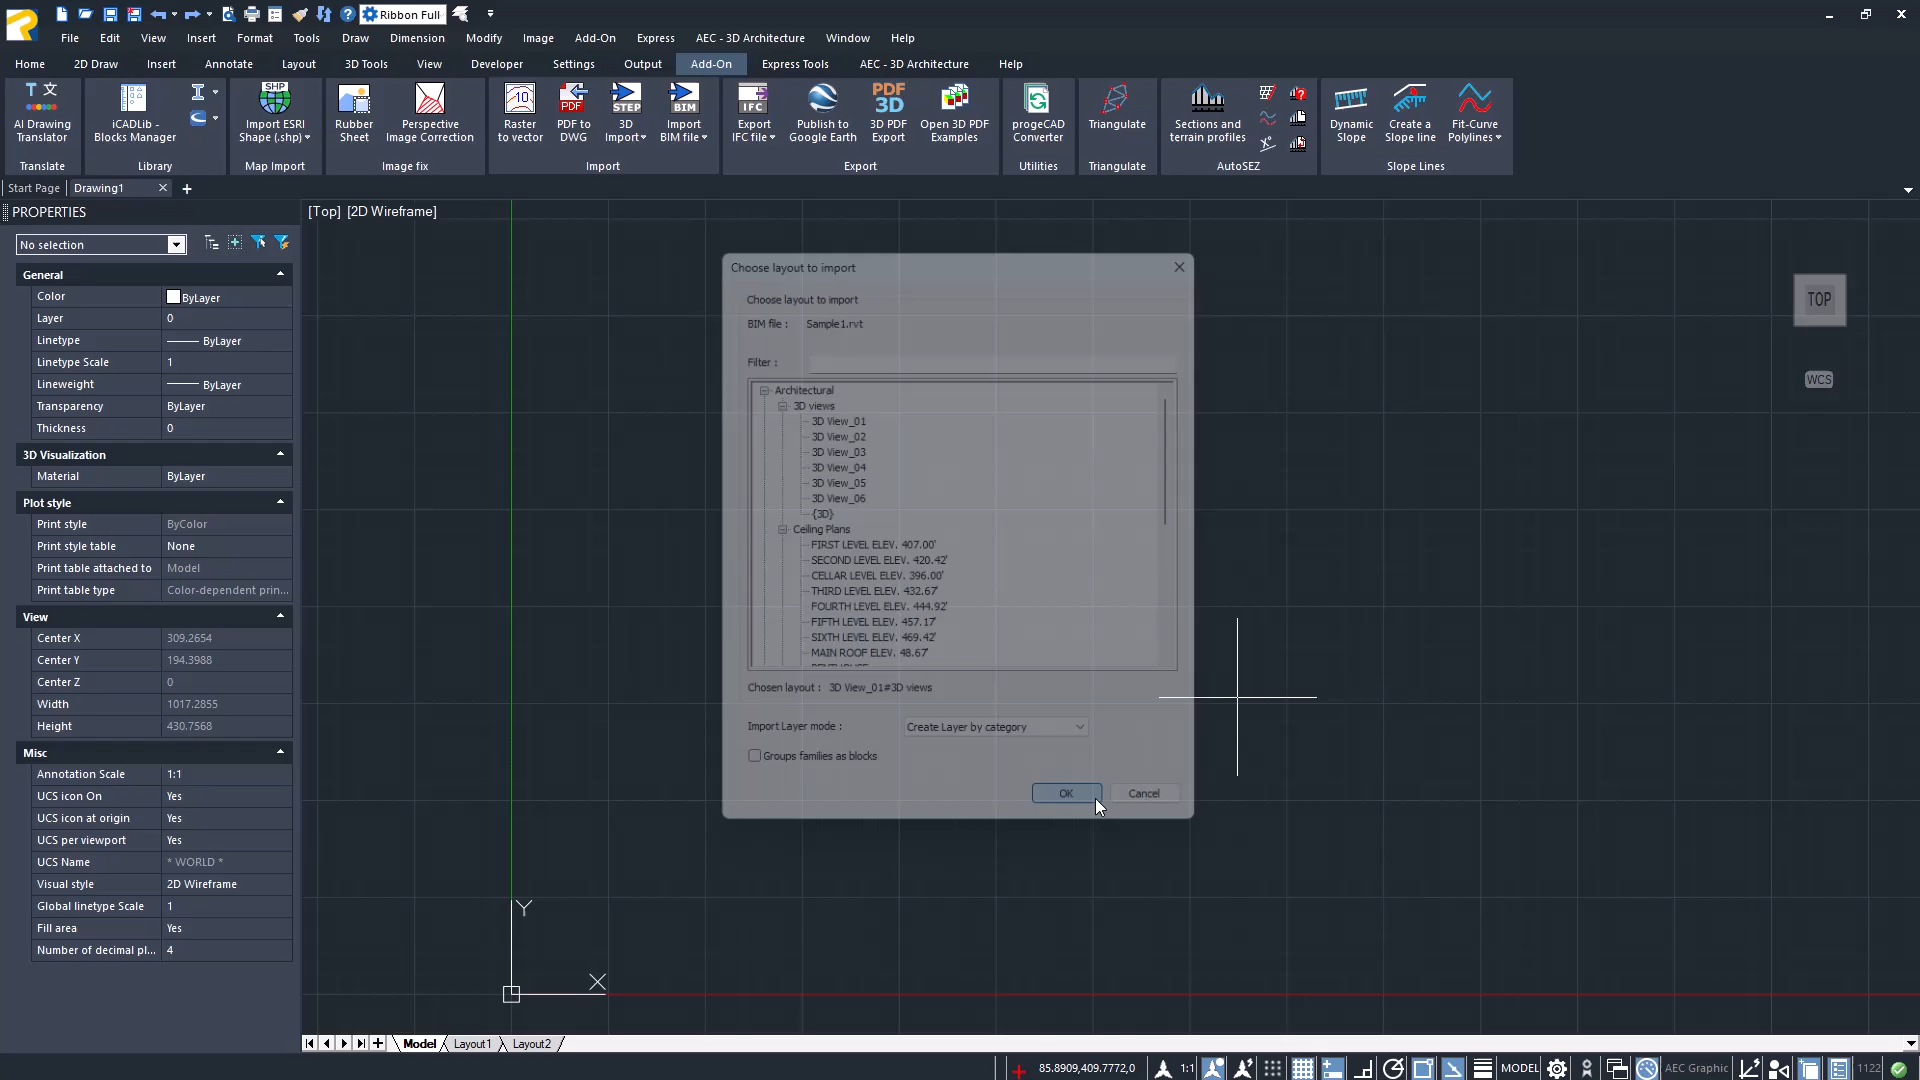 Ribbon Full
File Edit View Insert Format Tools Draw Dimension Modify Image Add-On Express AEC - 3D Architecture Window Help
Home 2D Draw Insert Annotate Layout 3D Tools View Developer Settings Output Add-On Express Tools AEC - 3D Architecture Help
AI Drawing Translator
iCADLib - Blocks Manager
SHP
Import ESRI Shape (.shp)
Rubber Sheet
Perspective Image Correction
10
Raster to vector
PDF
PDF to DWG
STEP
3D Import
BIM
Import BIM file
IFC
Export IFC file
Publish to Google Earth
PDF 3D
3D PDF Export
Open 3D PDF Examples
progeCAD Converter
Triangulate
Sections and terrain profiles
Dynamic Slope
Create a Slope line
Fit-Curve Polylines
Translate Library Map Import Image fix Import Export Utilities Triangulate AutoSEZ Slope Lines
Start Page Drawing1
PROPERTIES
No selection
General
Color ByLayer
Layer 0
Linetype ByLayer
Linetype Scale 1
Lineweight ByLayer
Transparency ByLayer
Thickness 0
3D Visualization
Material ByLayer
Plot style
Print style ByColor
Print style table None
Print table attached to Model
Print table type Color-dependent prin...
View
Center X 309.2654
Center Y 194.3988
Center Z 0
Width 1017.2855
Height 430.7568
Misc
Annotation Scale 1:1
UCS icon On Yes
UCS icon at origin Yes
UCS per viewport Yes
UCS Name * WORLD *
Visual style 2D Wireframe
Global linetype Scale 1
Fill area Yes
Number of decimal pl... 4
[Top] [2D Wireframe]
TOP
WCS
Choose layout to import
Choose layout to import
BIM file : Sample1.rvt
Filter :
Architectural
3D views
3D View_01
3D View_02
3D View_03
3D View_04
3D View_05
3D View_06
{3D}
Ceiling Plans
FIRST LEVEL ELEV. 407.00'
SECOND LEVEL ELEV. 420.42'
CELLAR LEVEL ELEV. 396.00'
THIRD LEVEL ELEV. 432.67'
FOURTH LEVEL ELEV. 444.92'
FIFTH LEVEL ELEV. 457.17'
SIXTH LEVEL ELEV. 469.42'
MAIN ROOF ELEV. 48.67'
Chosen layout : 3D View_01#3D views
Import Layer mode : Create Layer by category
Groups families as blocks
OK Cancel
Y
X
Model Layout1 Layout2
85.8909,409.7772,0 1:1 MODEL AEC Graphic 1122